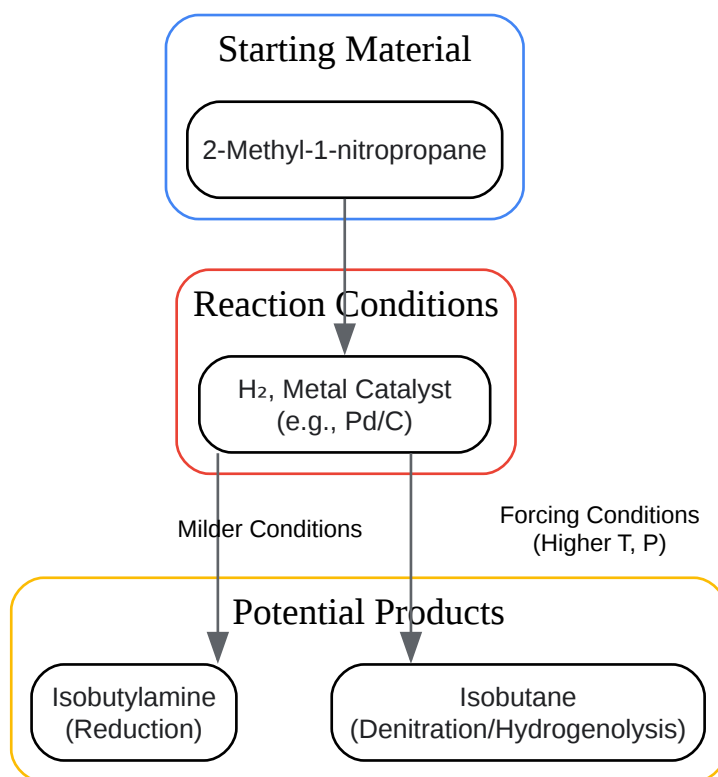 Starting Material
2-Methyl-1-nitropropane
Reaction Conditions
H₂, Metal Catalyst
(e.g., Pd/C)
Milder Conditions
Forcing Conditions
(Higher T, P)
Potential Products
Isobutylamine
(Reduction)
Isobutane
(Denitration/Hydrogenolysis)